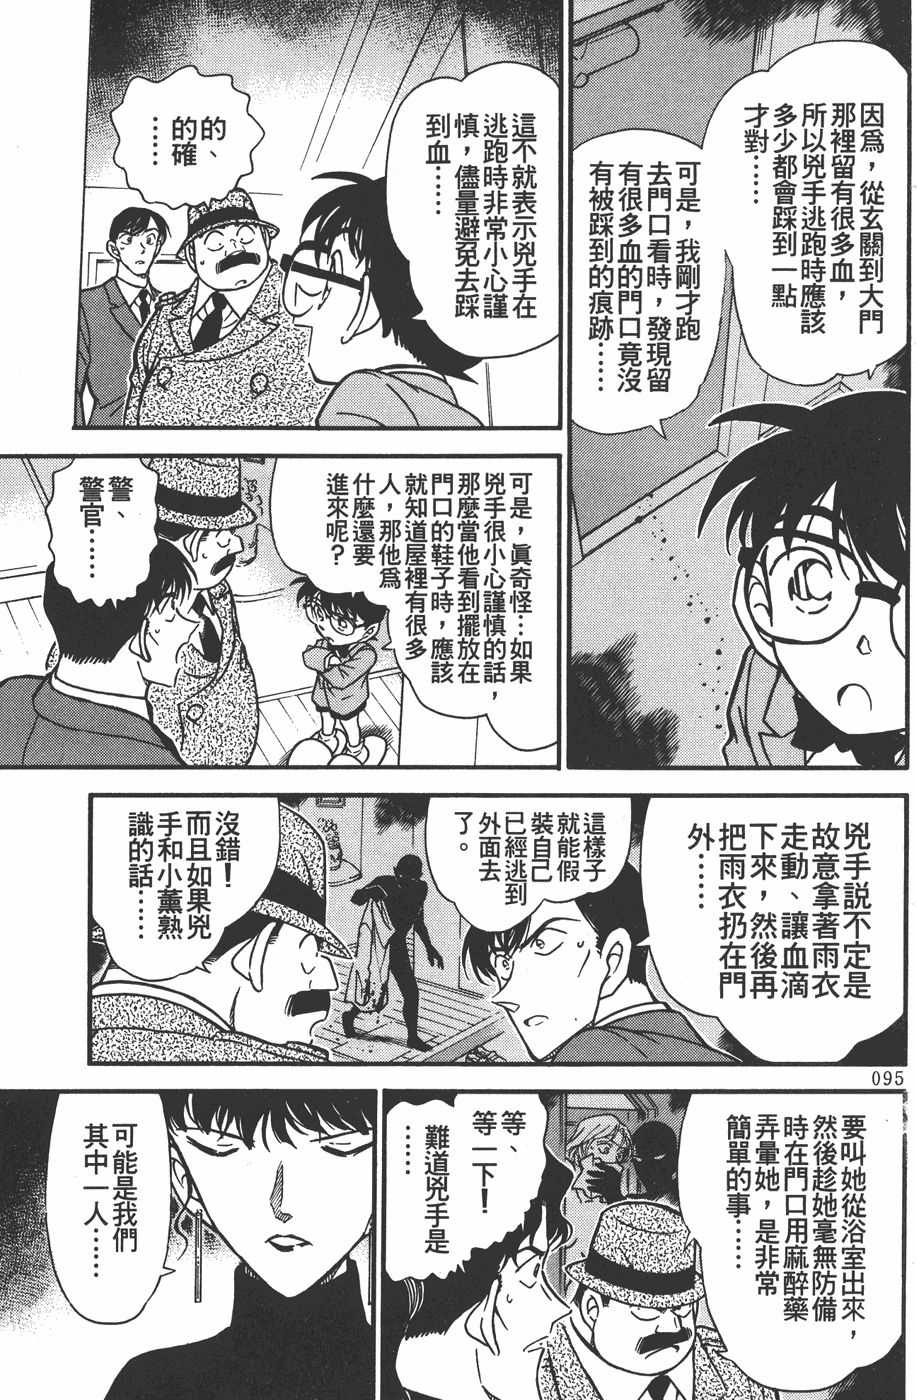 因為，從玄關到大門
那裡留有很多血，
所以兇手逃跑時應該
多少都會踩到一點
才對……
可是，我剛才跑
去門口看時，發現留
有很多血的門口竟沒
有被踩到的痕跡……
這不就表示兇手在
逃跑時非常小心謹
慎，儘量避免去踩
到血……
的、
的確
……
可是，真奇怪…如果
兇手很小心謹慎的話，
那麼當他看到擺放在
門口的鞋子時，應該
就知道屋裡有很多
人，那他為
什麼還要
進來呢？
警、
警官……
兇手說不定是
故意拿著雨衣
走動、讓血滴
下來，然後再
把雨衣扔在門
外……
這樣子
就能假
裝自己
已經逃到
外面去
了。
沒錯！
而且如果兇
手和小薰熟
識的話……
095
要叫她從浴室出來，
然後趁她毫無防備
時在門口用麻醉藥
弄暈她，是非常
簡單的事……
等、
等一下！
難道兇手是
……
可能是我們
其中一人……